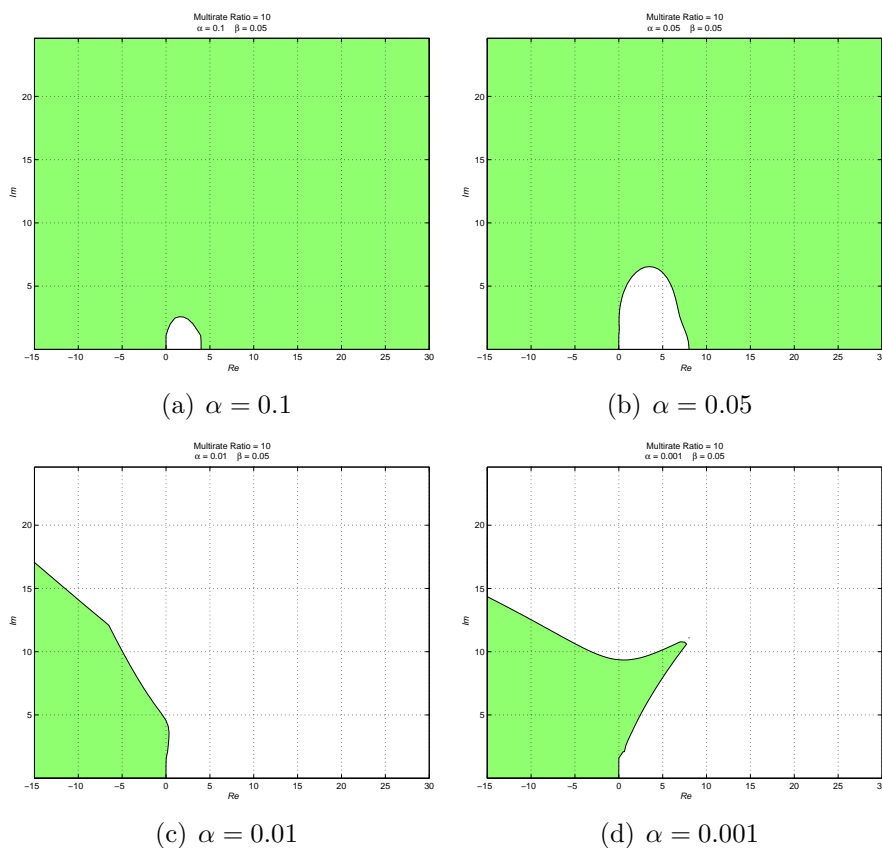 Multirate Ratio = 10
α = 0.1 β = 0.05
20
15
10
5
Im
−15 −10 −5 0 5 10 15 20 25 30
Re
(a) α = 0.1
Multirate Ratio = 10
α = 0.05 β = 0.05
20
15
10
5
Im
−15 −10 −5 0 5 10 15 20 25 30
Re
(b) α = 0.05
Multirate Ratio = 10
α = 0.01 β = 0.05
20
15
10
5
Im
−15 −10 −5 0 5 10 15 20 25 30
Re
(c) α = 0.01
Multirate Ratio = 10
α = 0.001 β = 0.05
20
15
10
5
Im
−15 −10 −5 0 5 10 15 20 25 30
Re
(d) α = 0.001